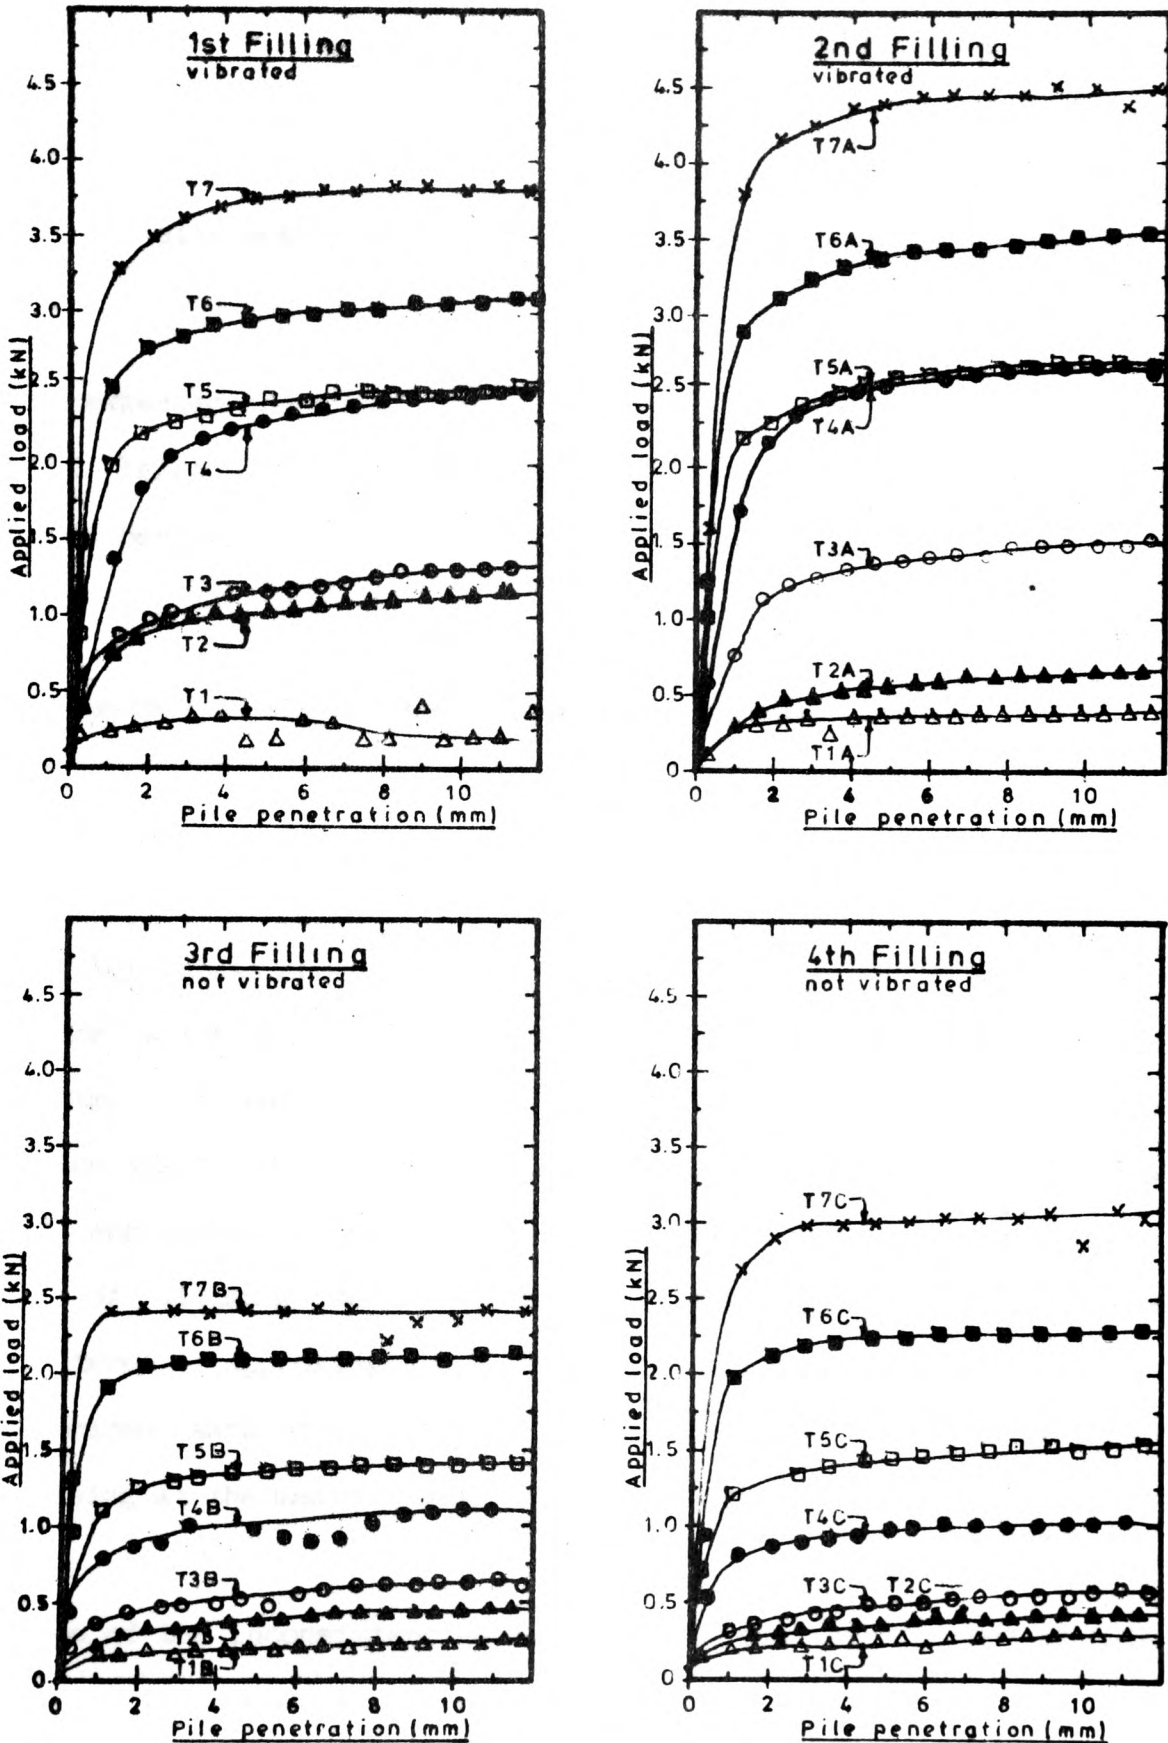 1st Filling
vibrated
4.5
4.0
3.5
3.0
2.5
2.0
1.5
1.0
0.5
0
T7
T6
T5
T4
T3
T2
T1
Applied load (kN)
0 2 4 6 8 10
Pile penetration (mm)
2nd Filling
vibrated
4.5
4.0
3.5
3.0
2.5
2.0
1.5
1.0
0.5
0
T7A
T6A
T5A
T4A
T3A
T2A
T1A
Applied load (kN)
0 2 4 6 8 10
Pile penetration (mm)
3rd Filling
not vibrated
4.5
4.0
3.5
3.0
2.5
2.0
1.5
1.0
0.5
0
T7B
T6B
T5B
T4B
T3B
T2B
T1B
Applied load (kN)
0 2 4 6 8 10
Pile penetration (mm)
4th Filling
not vibrated
4.5
4.0
3.5
3.0
2.5
2.0
1.5
1.0
0.5
0
T7C
T6C
T5C
T4C
T3C T2C
T1C
Applied load (kN)
0 2 4 6 8 10
Pile penetration (mm)